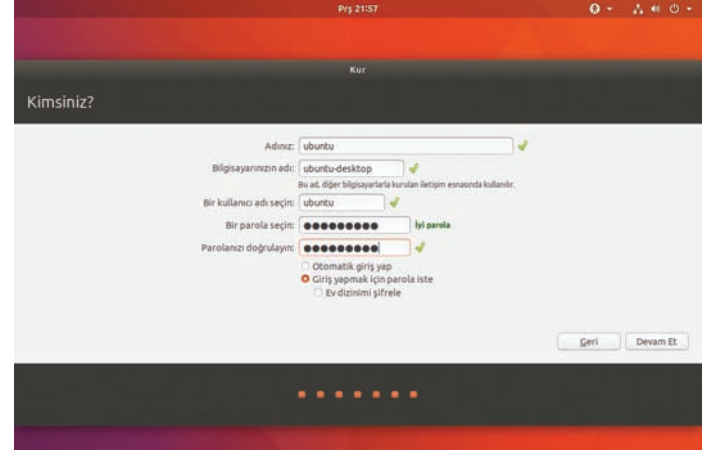 Prş 21:57
Kur
Kimsiniz?
Adınız: ubuntu
Bilgisayarınızın adı: ubuntu-desktop
Bu ad, diğer bilgisayarlarla kurulan iletişim esnasında kullanılır.
Bir kullanıcı adı seçin: ubuntu
Bir parola seçin: ●●●●●●●●● İyi parola
Parolanızı doğrulayın: ●●●●●●●●●
Otomatik giriş yap
Giriş yapmak için parola iste
Ev dizinimi şifrele
Geri Devam Et